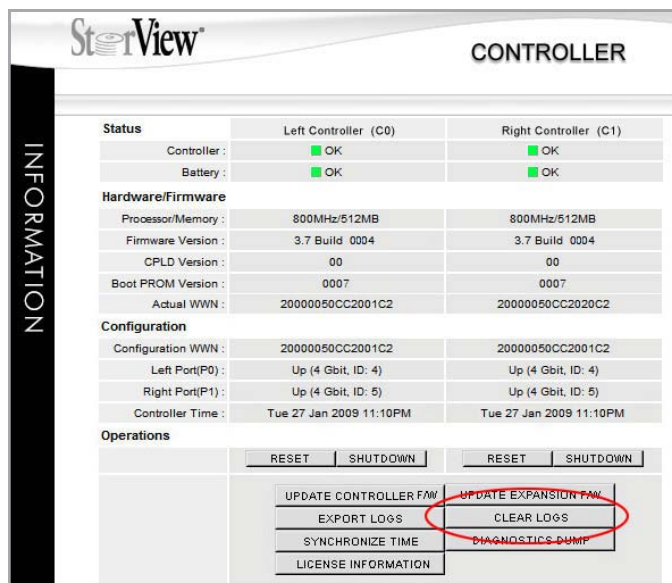 StorView
CONTROLLER
INFORMATION
Status Left Controller (C0) Right Controller (C1)
Controller : OK OK
Battery : OK OK
Hardware/Firmware
Processor/Memory : 800MHz/512MB 800MHz/512MB
Firmware Version : 3.7 Build 0004 3.7 Build 0004
CPLD Version : 00 00
Boot PROM Version : 0007 0007
Actual WWN : 20000050CC2001C2 20000050CC2020C2
Configuration
Configuration WWN : 20000050CC2001C2 20000050CC2001C2
Left Port(P0) : Up (4 Gbit, ID: 4) Up (4 Gbit, ID: 4)
Right Port(P1) : Up (4 Gbit, ID: 5) Up (4 Gbit, ID: 5)
Controller Time : Tue 27 Jan 2009 11:10PM Tue 27 Jan 2009 11:10PM
Operations
RESET SHUTDOWN RESET SHUTDOWN
UPDATE CONTROLLER F/W UPDATE EXPANSION F/W
EXPORT LOGS CLEAR LOGS
SYNCHRONIZE TIME DIAGNOSTICS DUMP
LICENSE INFORMATION